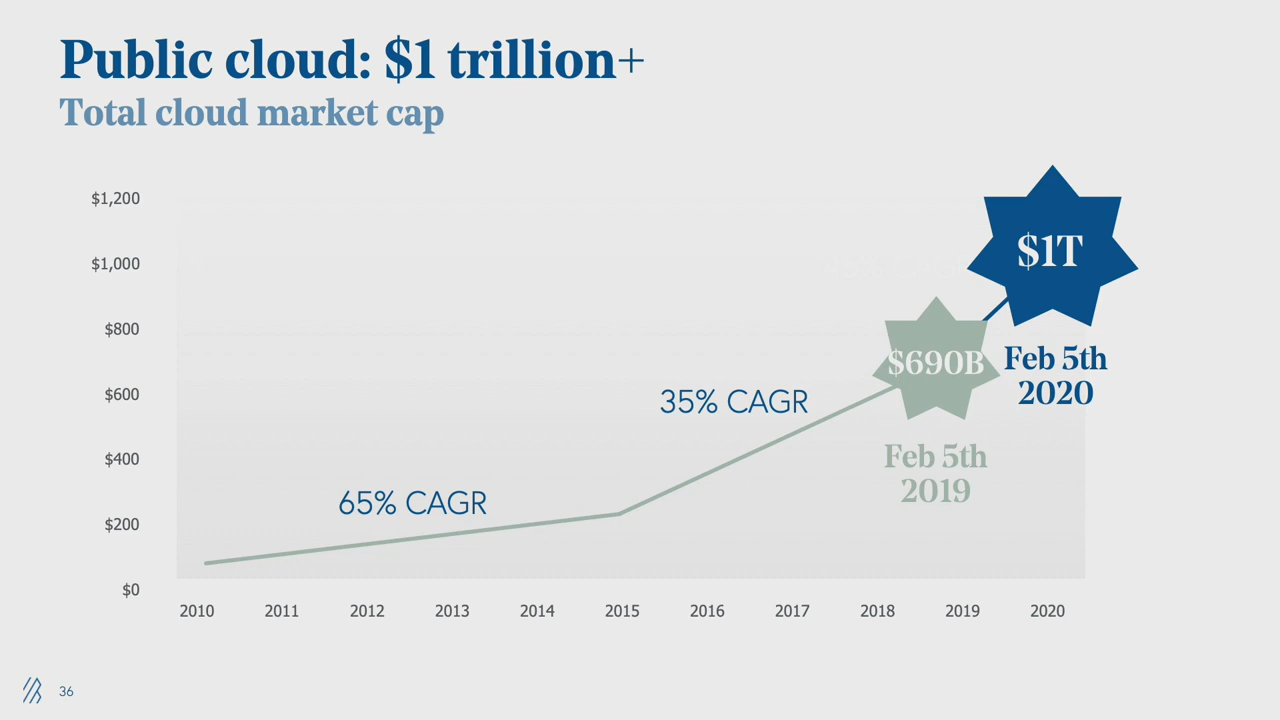 Public cloud: $1 trillion+
Total cloud market cap
$1,200
$1,000
$800
$600
$400
$200
$0
65% CAGR
35% CAGR
$690B
Feb 5th
2019
$1T
Feb 5th
2020
2010 2011 2012 2013 2014 2015 2016 2017 2018 2019 2020
36